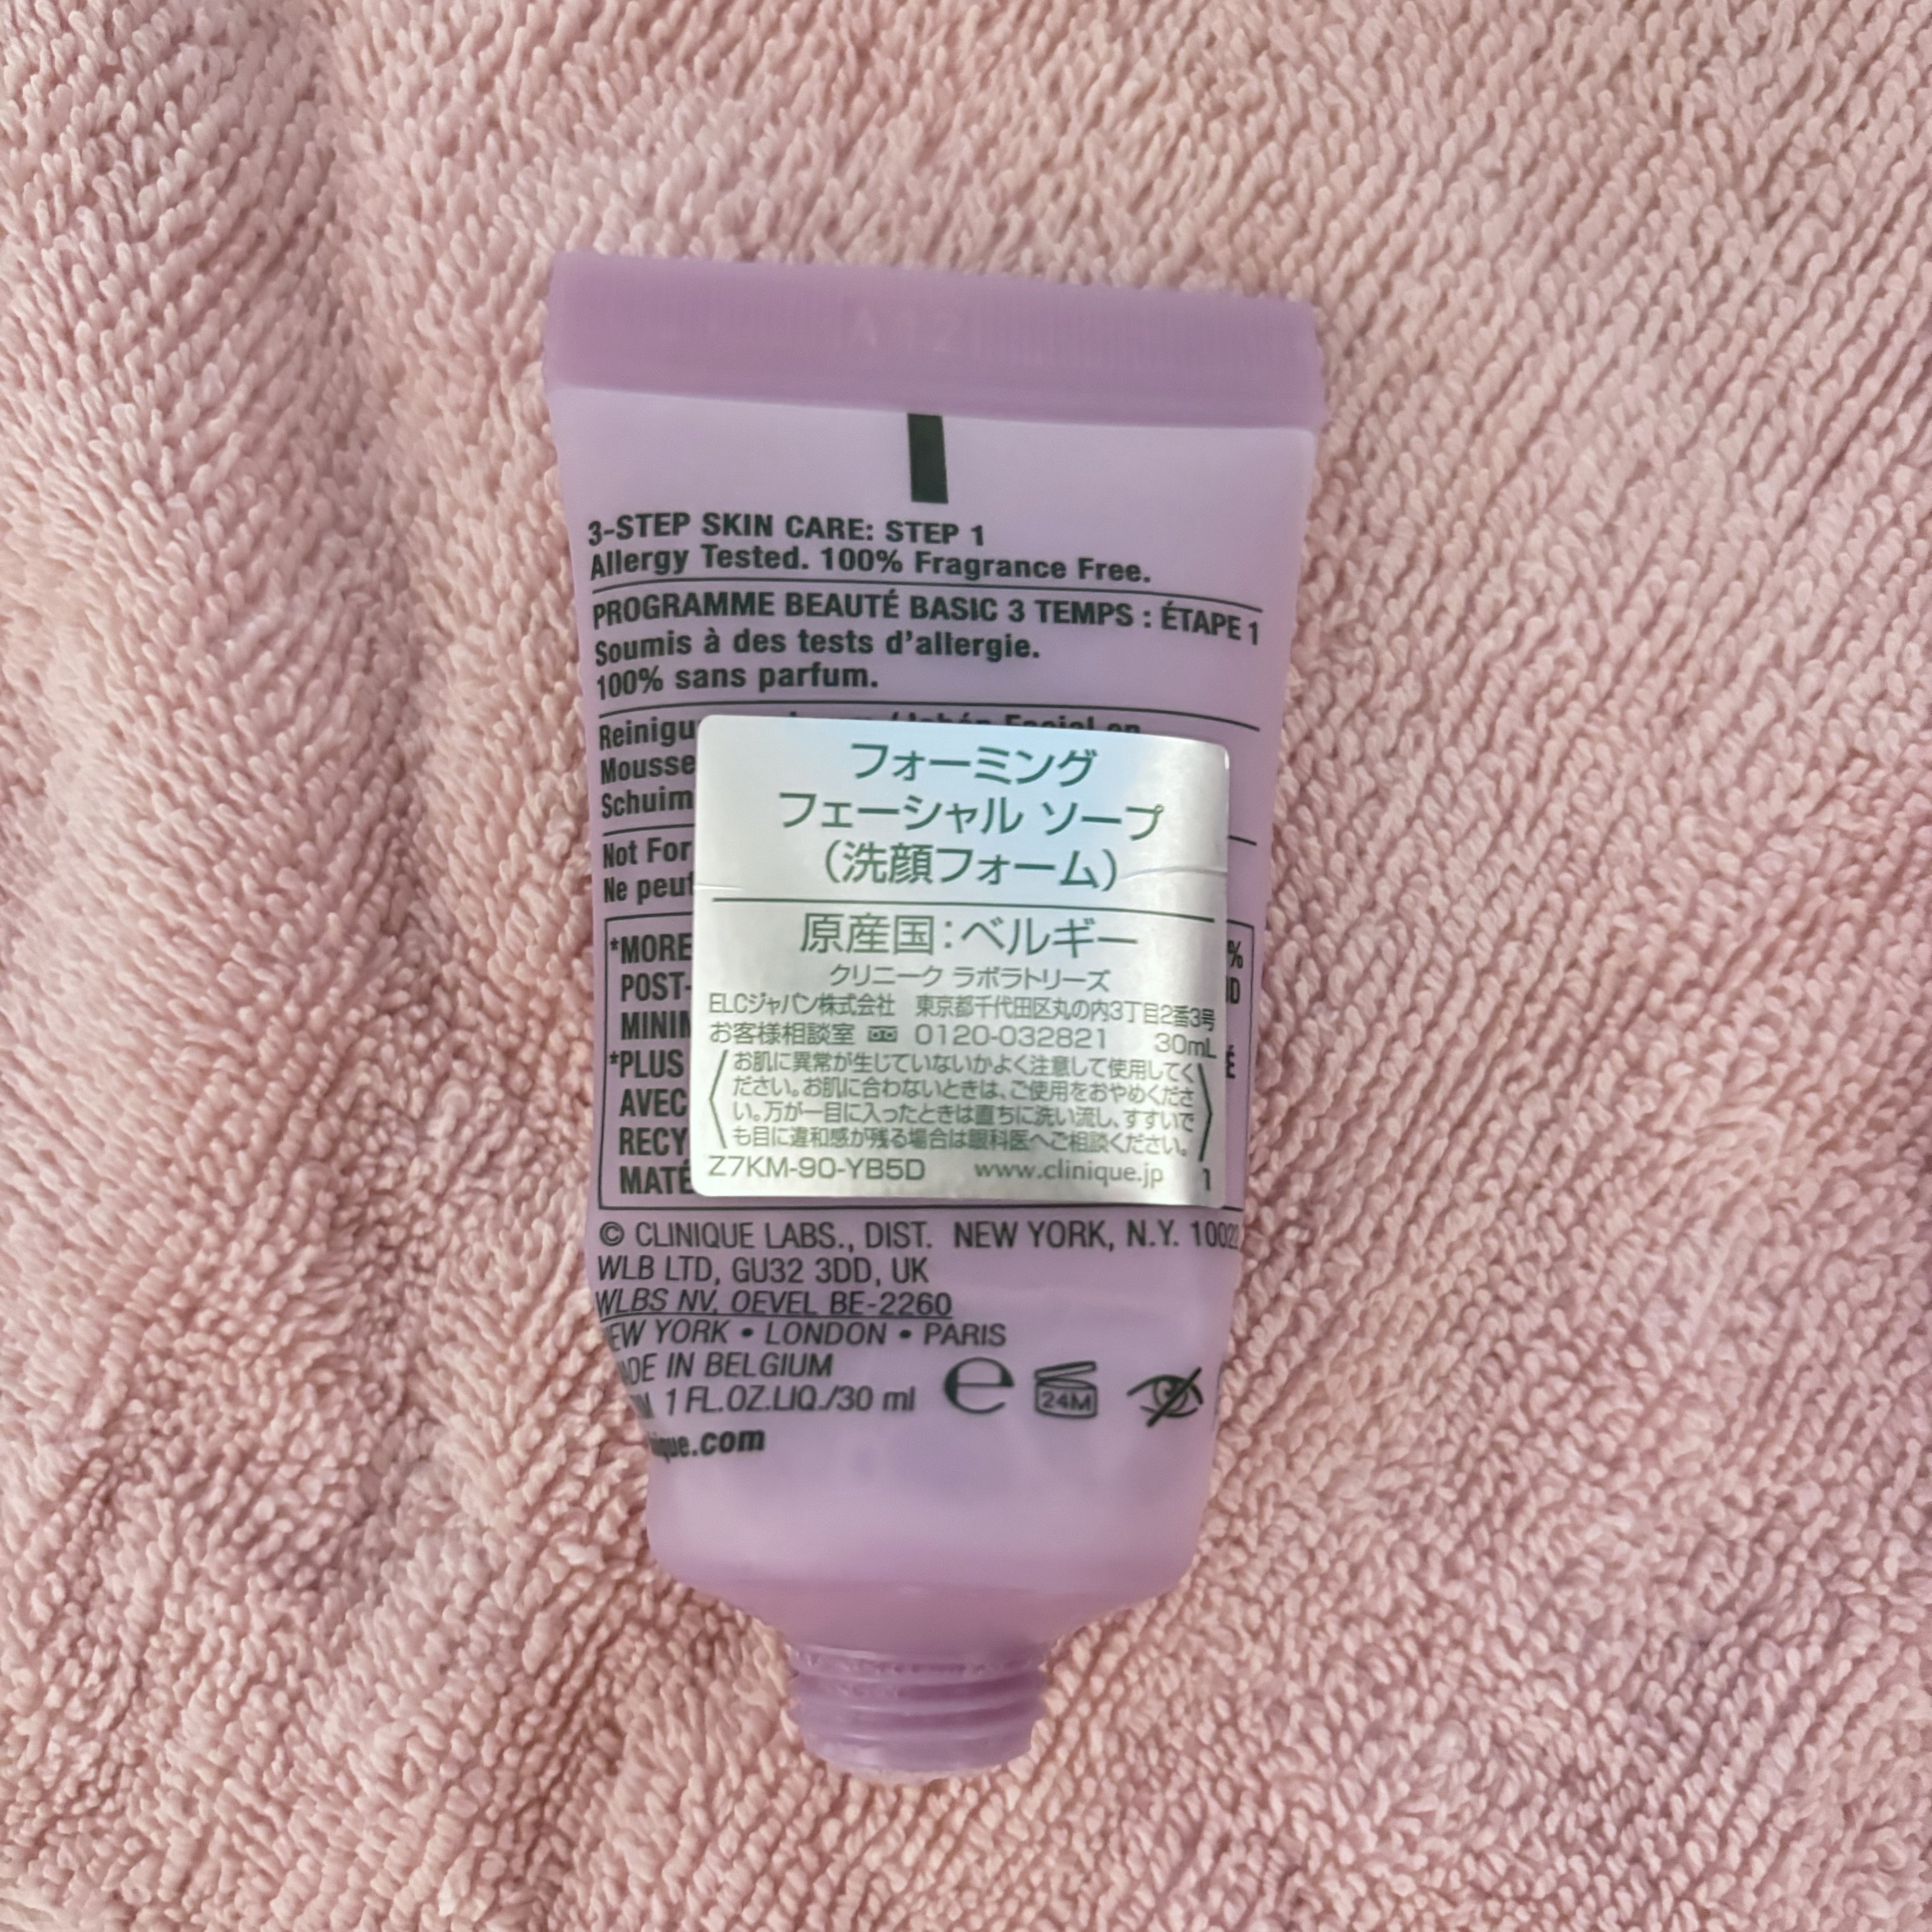 A12
3-STEP SKIN CARE: STEP 1
Allergy Tested. 100% Fragrance Free.
PROGRAMME BEAUTÉ BASIC 3 TEMPS : ÉTAPE 1
Soumis à des tests d'allergie.
100% sans parfum.
Reinigu Facial en
Mousse
Schuim
Not For
Ne peut
*MORE %
POST-
MINIM
*PLUS É
AVEC
RECY
MATÉ
フォーミング
フェーシャル ソープ
(洗顔フォーム)
原産国:ベルギー
クリニーク ラボラトリーズ
ELCジャパン株式会社 東京都千代田区丸の内3丁目2番3号
お客様相談室 0120-032821 30mL
お肌に異常が生じていないかよく注意して使用してく
ださい。お肌に合わないときは、ご使用をおやめくださ
い。万が一目に入ったときは直ちに洗い流し、すすいで
も目に違和感が残る場合は眼科医へご相談ください。
Z7KM-90-YB5D www.clinique.jp 1
© CLINIQUE LABS., DIST. NEW YORK, N.Y. 10022
WLB LTD, GU32 3DD, UK
WLBS NV, OEVEL BE-2260
EW YORK • LONDON • PARIS
ADE IN BELGIUM
1 FL.OZ.LIQ./30 ml e 24M
ique.com